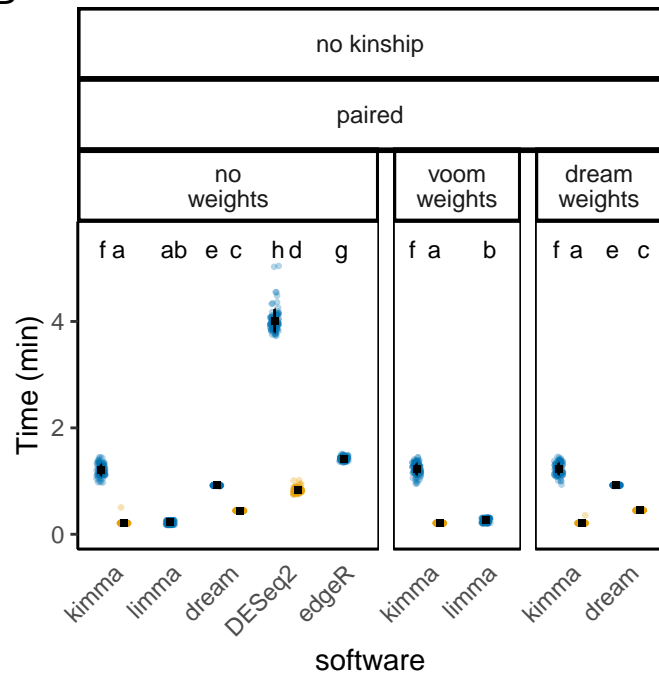 no kinship
paired
no
weights
voom
weights
dream
weights
f a ab e c h d g
f a b
f a e c
Time (min)
4
2
0
kimma
limma
dream
DESeq2
edgeR
kimma
limma
kimma
dream
software